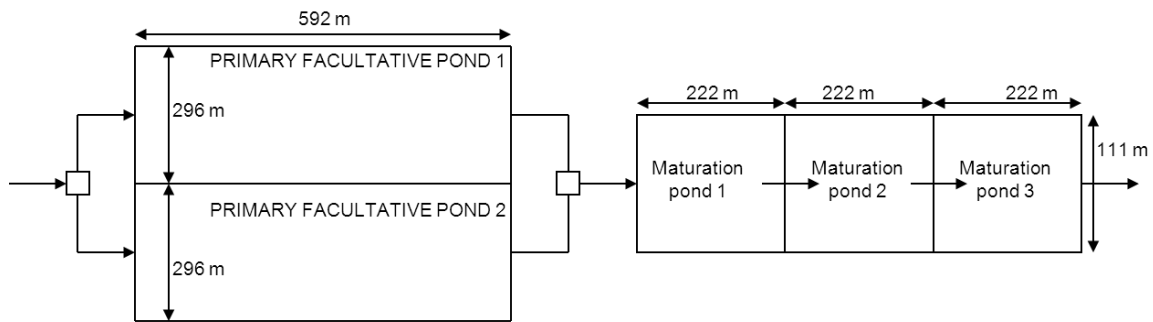 592 m
PRIMARY FACULTATIVE POND 1
296 m
PRIMARY FACULTATIVE POND 2
296 m
222 m
222 m
222 m
Maturation
pond 1
Maturation
pond 2
Maturation
pond 3
111 m